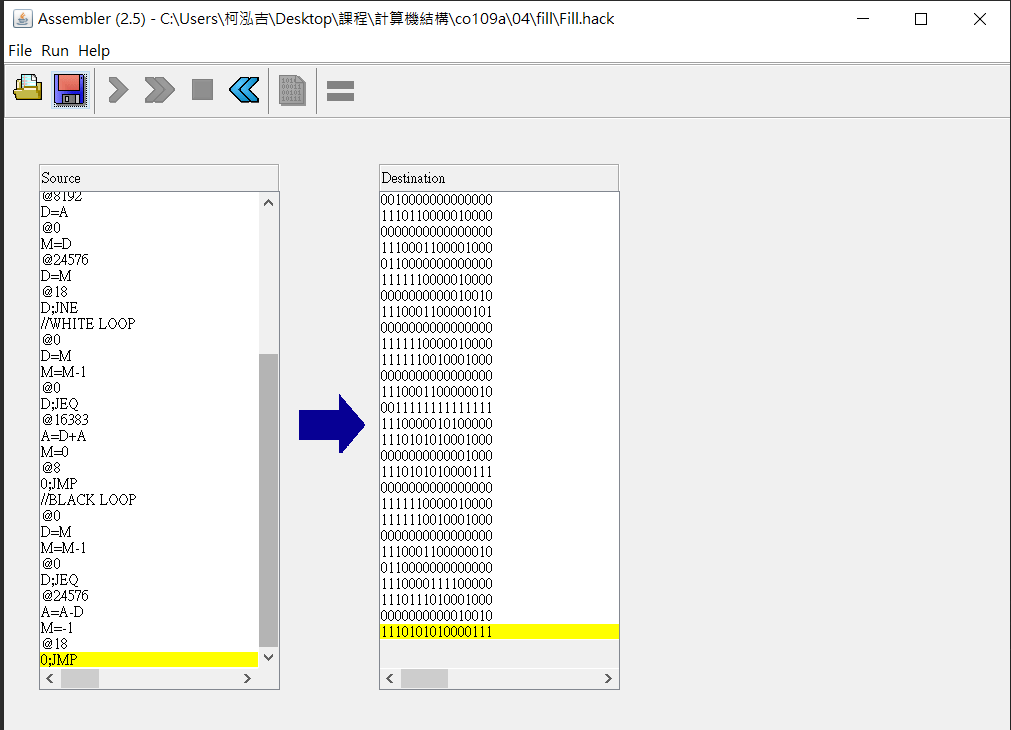 Assembler (2.5) - C:\Users\柯泓吉\Desktop\課程\計算機結構\co109a\04\fill\Fill.hack
File Run Help
Source
@8192
D=A
@0
M=D
@24576
D=M
@18
D;JNE
//WHITE LOOP
@0
D=M
M=M-1
@0
D;JEQ
@16383
A=D+A
M=0
@8
0;JMP
//BLACK LOOP
@0
D=M
M=M-1
@0
D;JEQ
@24576
A=A-D
M=-1
@18
0;JMP
Destination
0010000000000000
1110110000010000
0000000000000000
1110001100001000
0110000000000000
1111110000010000
0000000000010010
1110001100000101
0000000000000000
1111110000010000
1111110010001000
0000000000000000
1110001100000010
0011111111111111
1110000010100000
1110101010001000
0000000000001000
1110101010000111
0000000000000000
1111110000010000
1111110010001000
0000000000000000
1110001100000010
0110000000000000
1110000111100000
1110111010001000
0000000000010010
1110101010000111